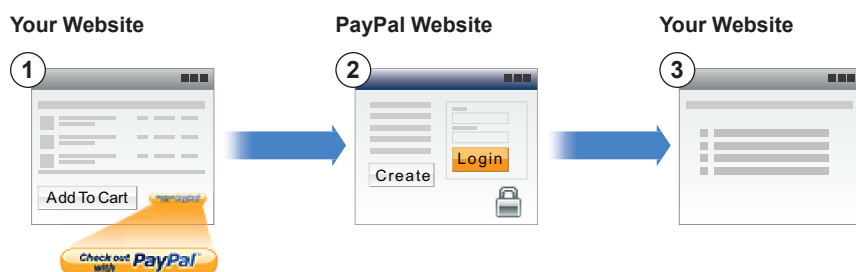 Your Website
PayPal Website
Your Website
1
2
3
Login
Create
Add To Cart
Check out
with PayPal